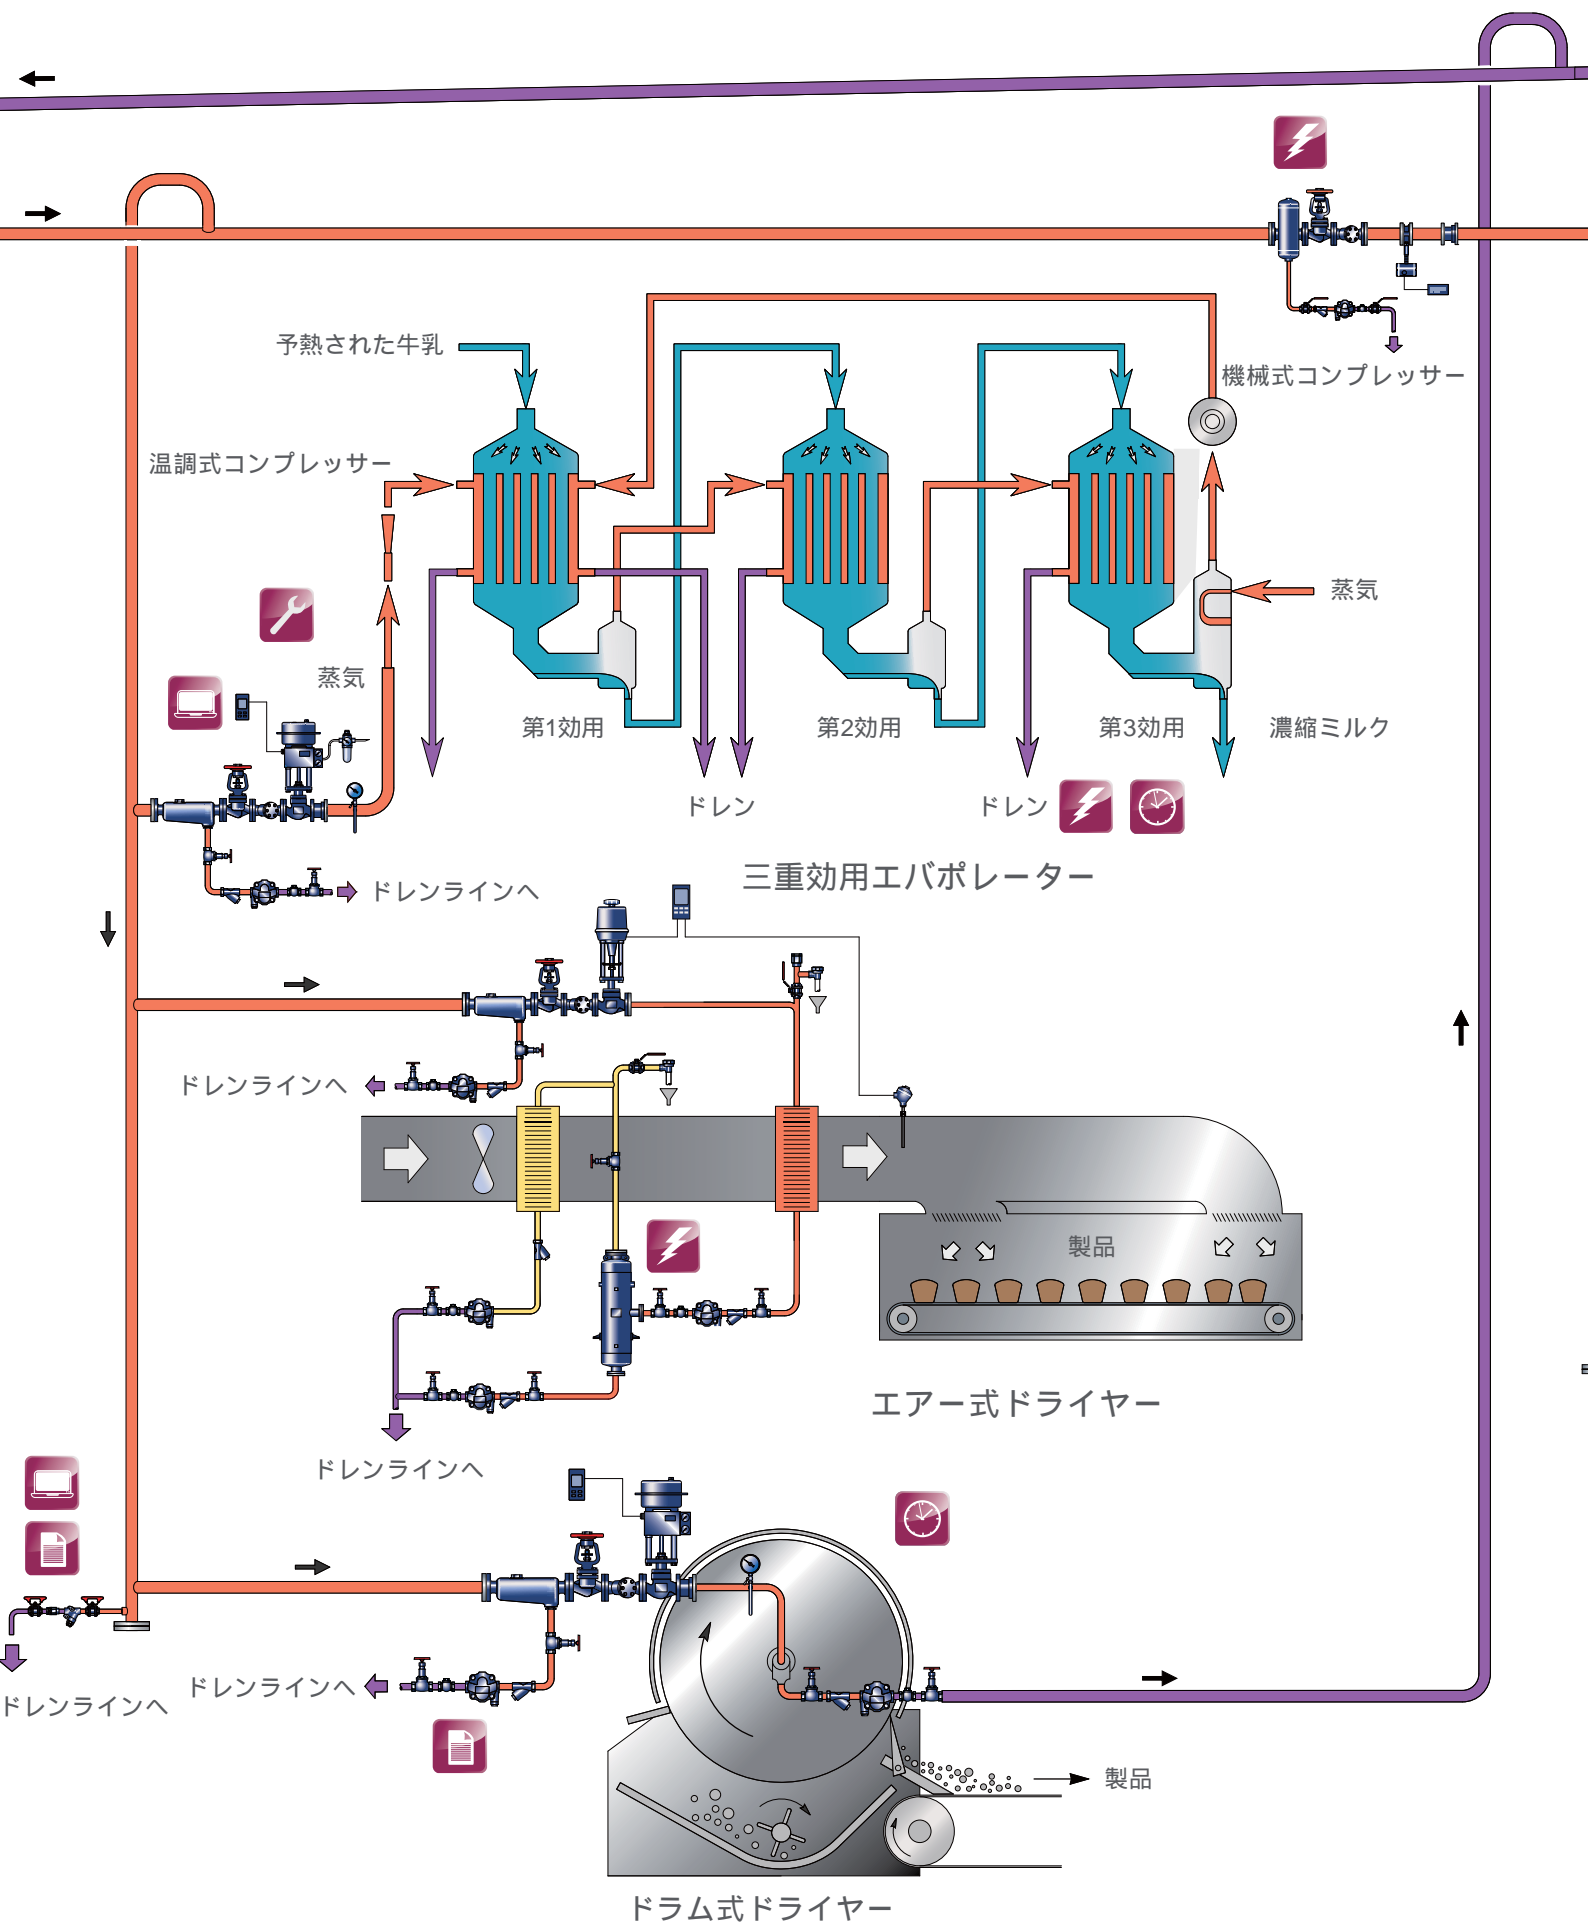 予熱された牛乳
機械式コンプレッサー
温調式コンプレッサー
蒸気
蒸気
第1効用
第2効用
第3効用
濃縮ミルク
ドレン
ドレン
三重効用エバポレーター
ドレンラインへ
ドレンラインへ
製品
エアー式ドライヤー
ドレンラインへ
ドレンラインへ
ドレンラインへ
製品
ドラム式ドライヤー